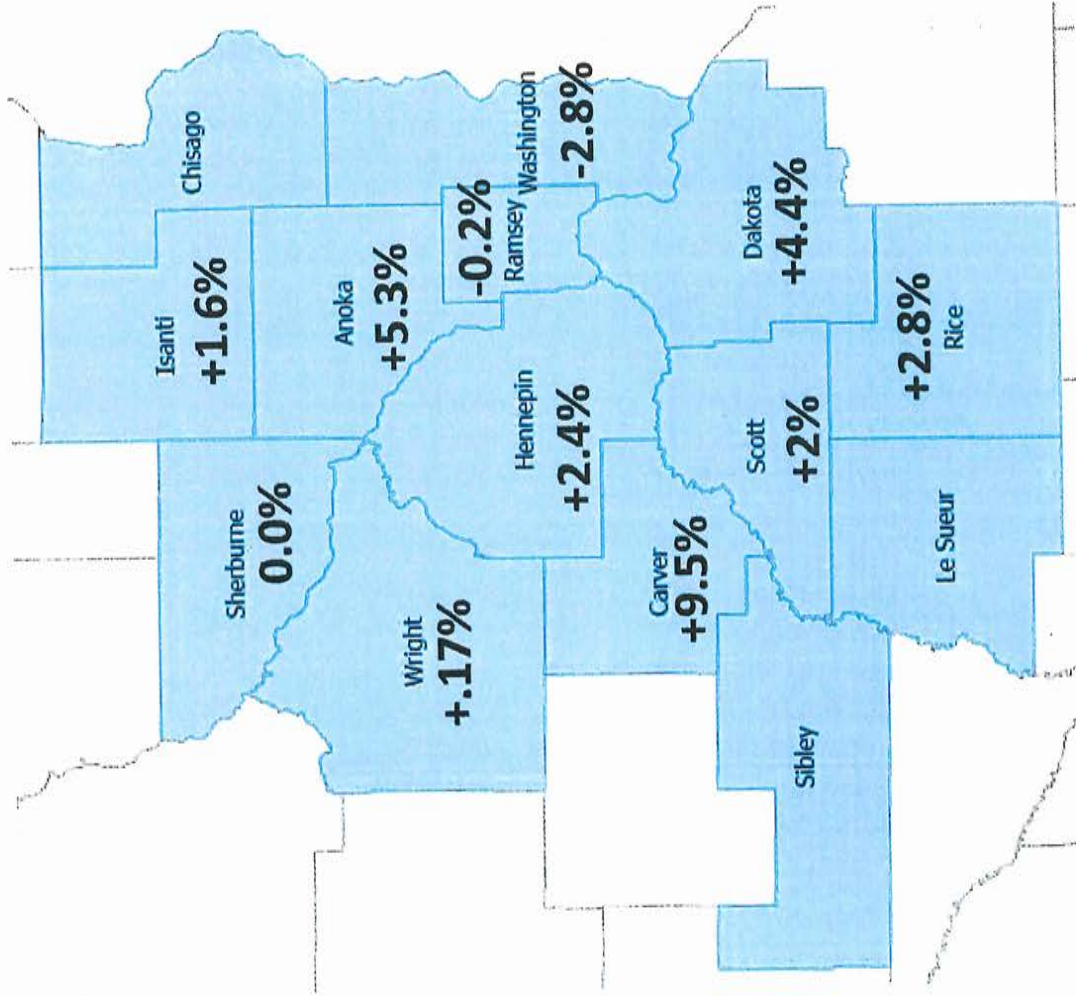 Chisago
Isanti
+1.6%
Sherburne
0.0%
Anoka
+5.3%
Wright
+.17%
Hennepin
+2.4%
-0.2%
Ramsey
Washington
-2.8%
Carver
+9.5%
Scott
+2%
Dakota
+4.4%
Sibley
Le Sueur
+2.8%
Rice